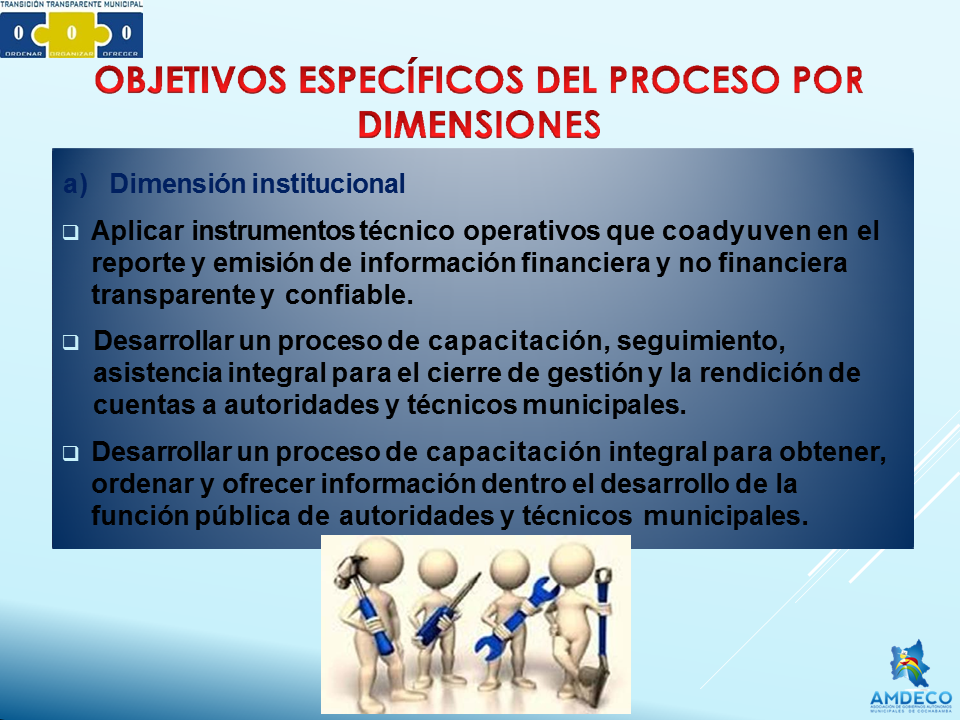 TRANSICIÓN TRANSPARENTE MUNICIPAL
0 0 0
ORDENAR ORGANIZAR OFRECER
OBJETIVOS ESPECÍFICOS DEL PROCESO POR
DIMENSIONES
a) Dimensión institucional
Aplicar instrumentos técnico operativos que coadyuven en el
reporte y emisión de información financiera y no financiera
transparente y confiable.
Desarrollar un proceso de capacitación, seguimiento,
asistencia integral para el cierre de gestión y la rendición de
cuentas a autoridades y técnicos municipales.
Desarrollar un proceso de capacitación integral para obtener,
ordenar y ofrecer información dentro el desarrollo de la
función pública de autoridades y técnicos municipales.
AMDECO
ASOCIACIÓN DE GOBIERNOS AUTÓNOMOS
MUNICIPALES DE COCHABAMBA